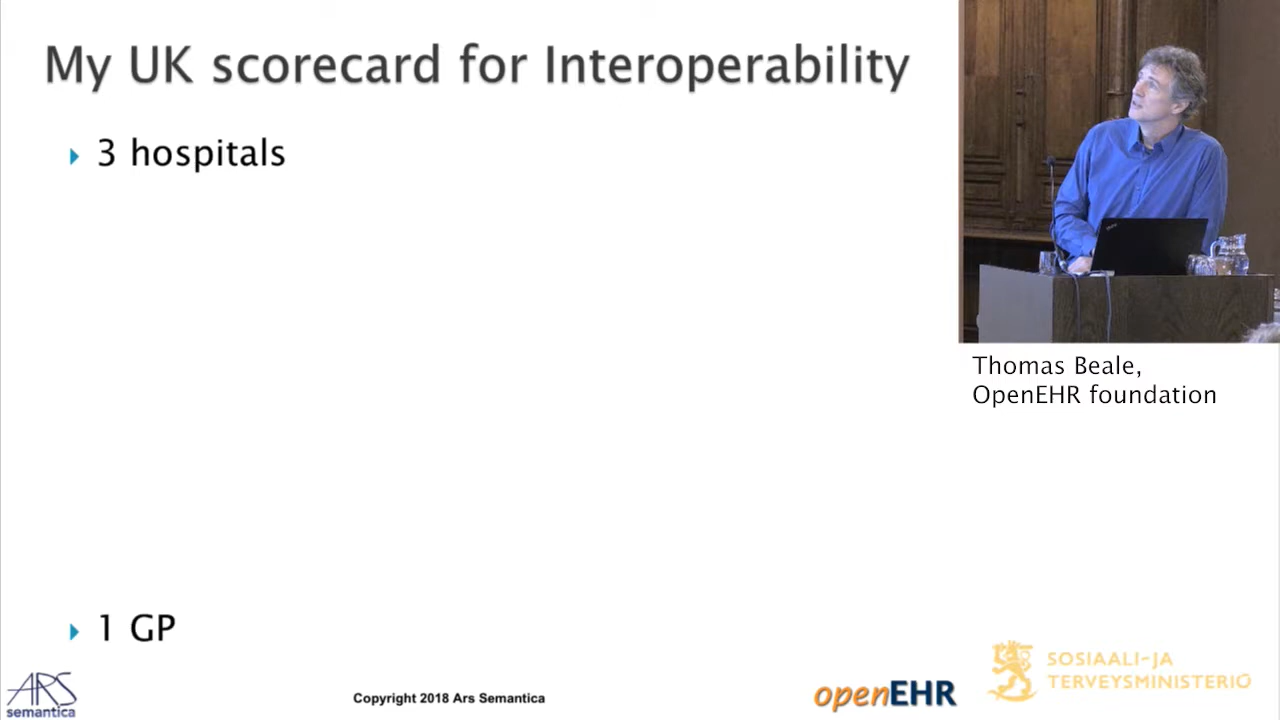 My UK scorecard for Interoperability
3 hospitals
Thomas Beale,
OpenEHR foundation
1 GP
ARS
semantica
Copyright 2018 Ars Semantica
openEHR
SOSIAALI-JA
TERVEYSMINISTERIÖ